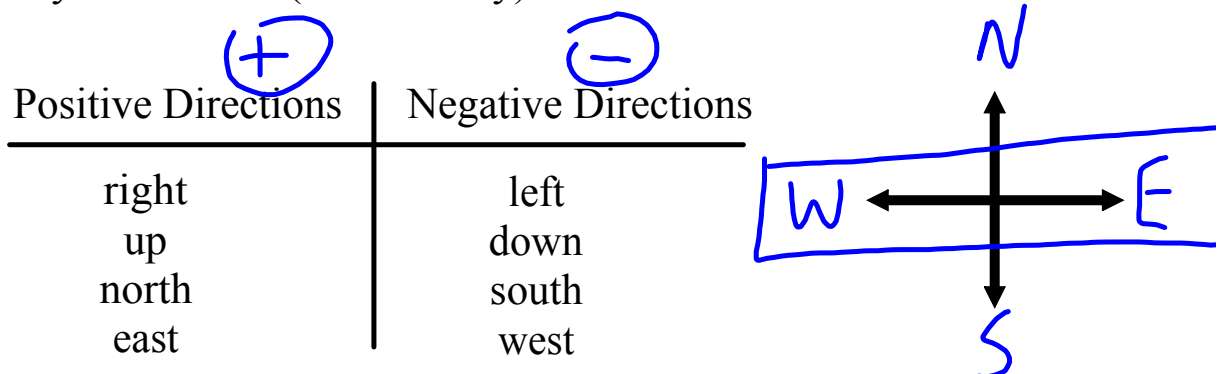 + −
N
Positive Directions Negative Directions
right left
W E
up down
north south
east west
S